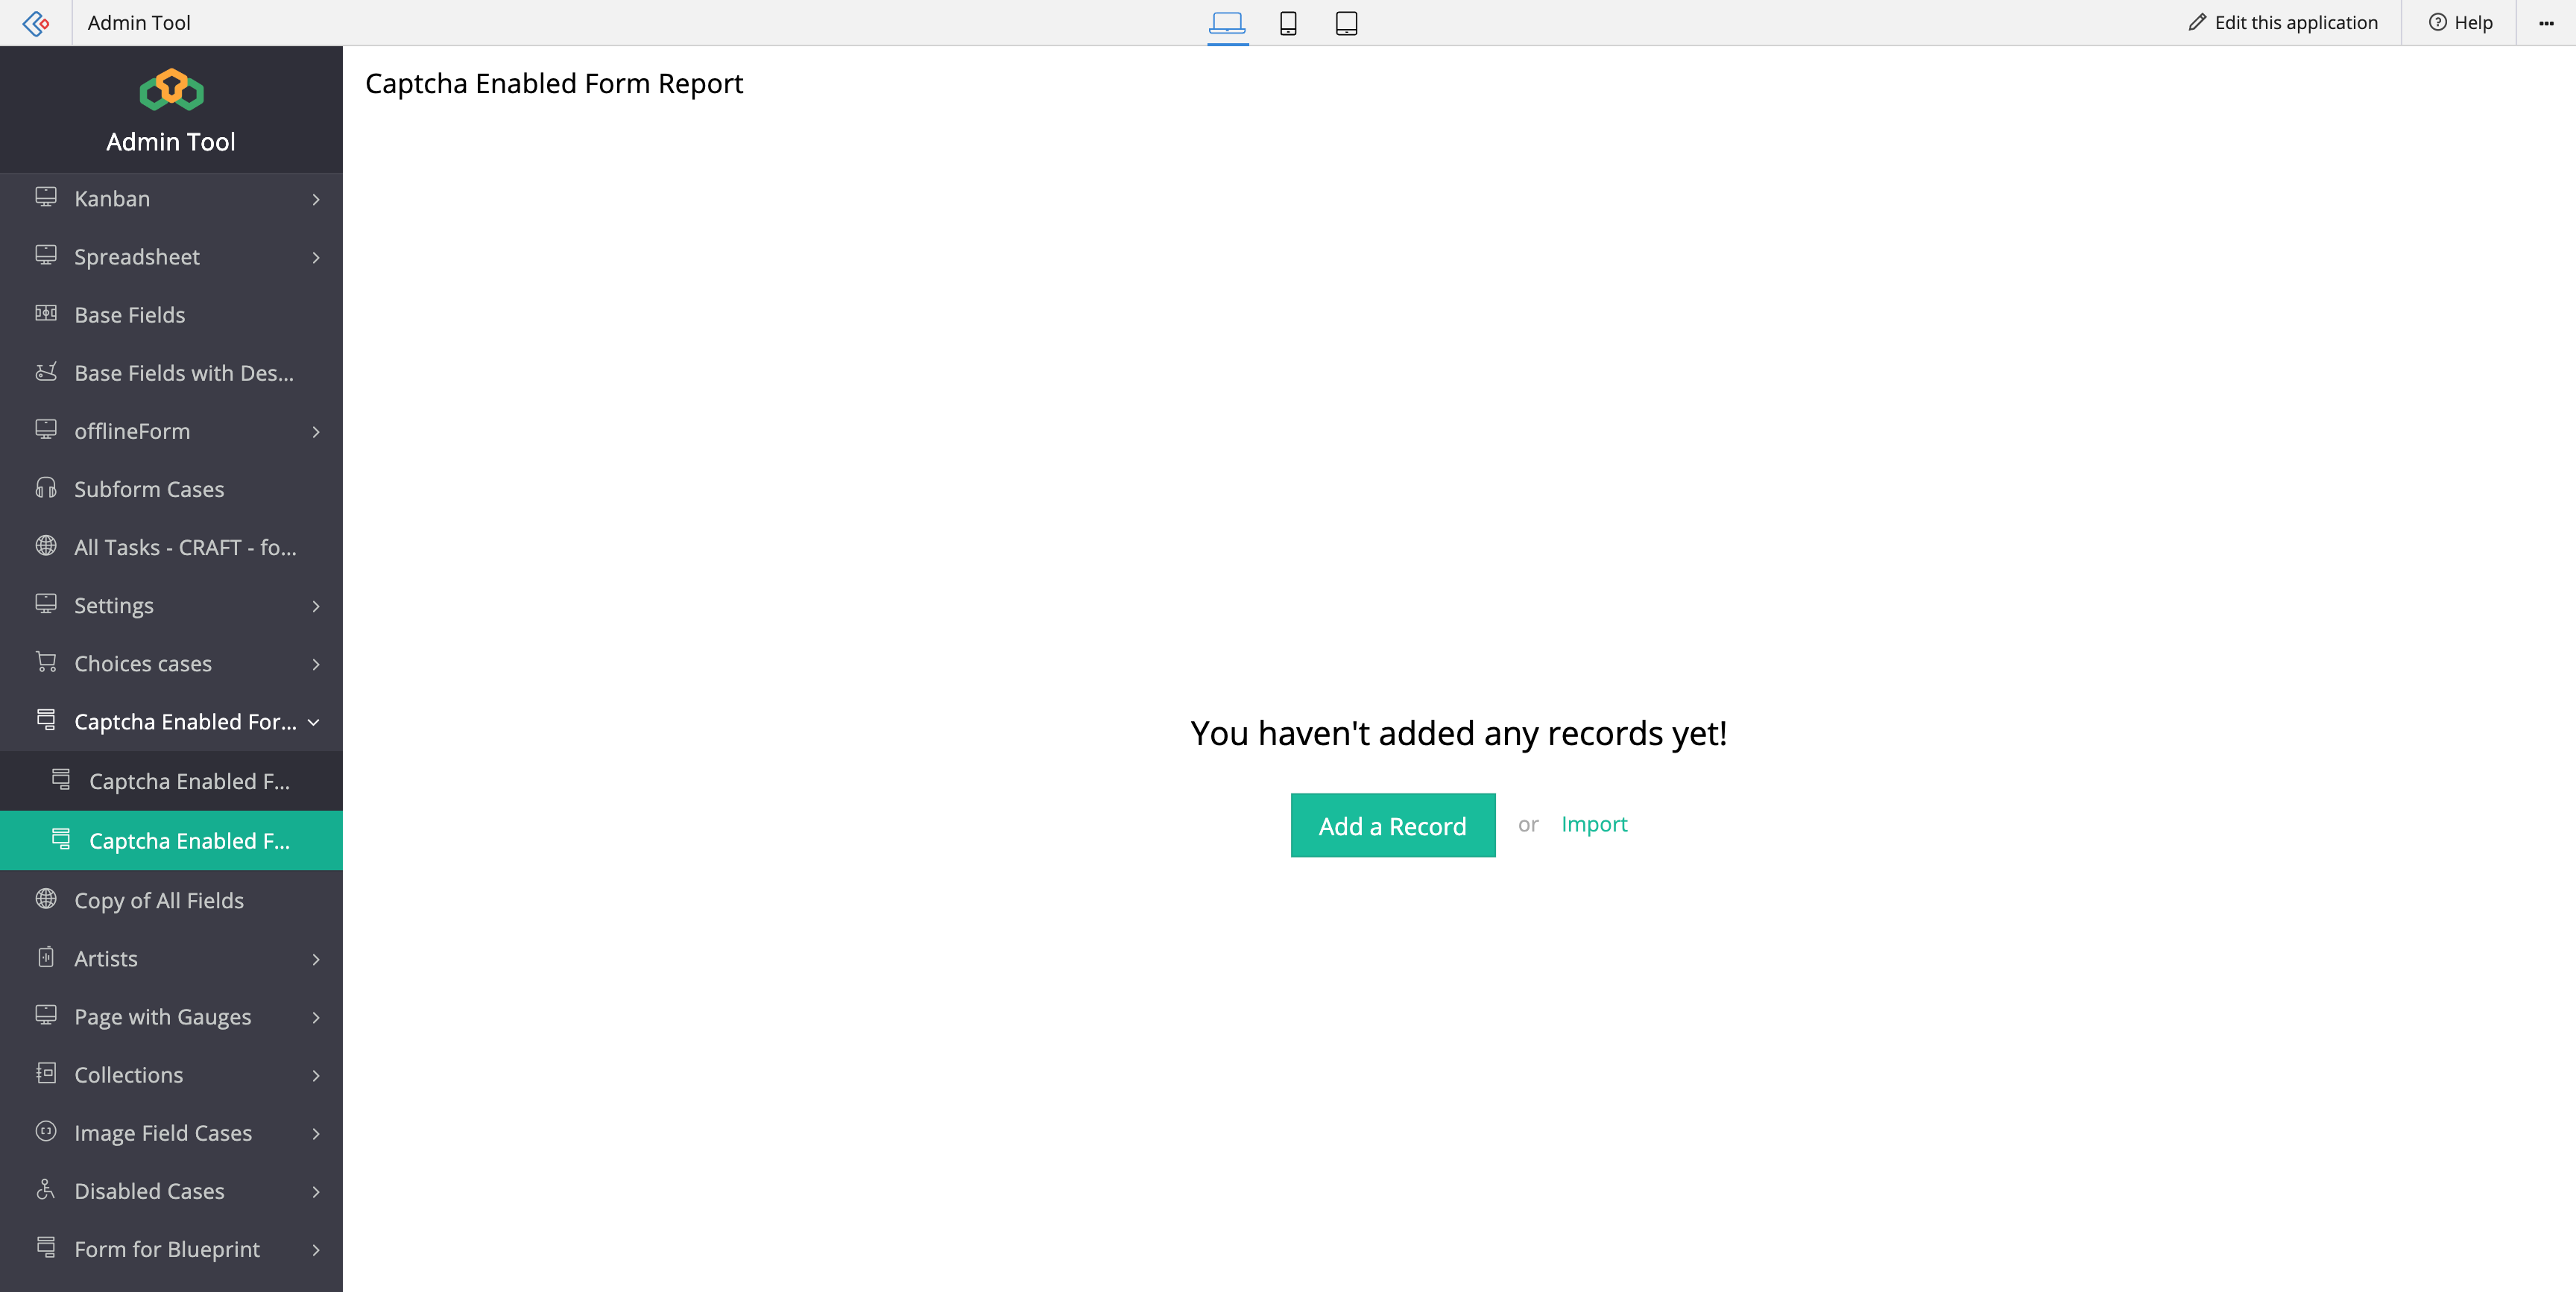 Admin Tool
Edit this application
Help
Admin Tool
Kanban
Spreadsheet
Base Fields
Base Fields with Des...
offlineForm
Subform Cases
All Tasks - CRAFT - fo...
Settings
Choices cases
Captcha Enabled For...
Captcha Enabled F...
Captcha Enabled F...
Copy of All Fields
Artists
Page with Gauges
Collections
Image Field Cases
Disabled Cases
Form for Blueprint
Captcha Enabled Form Report
You haven't added any records yet!
Add a Record or Import